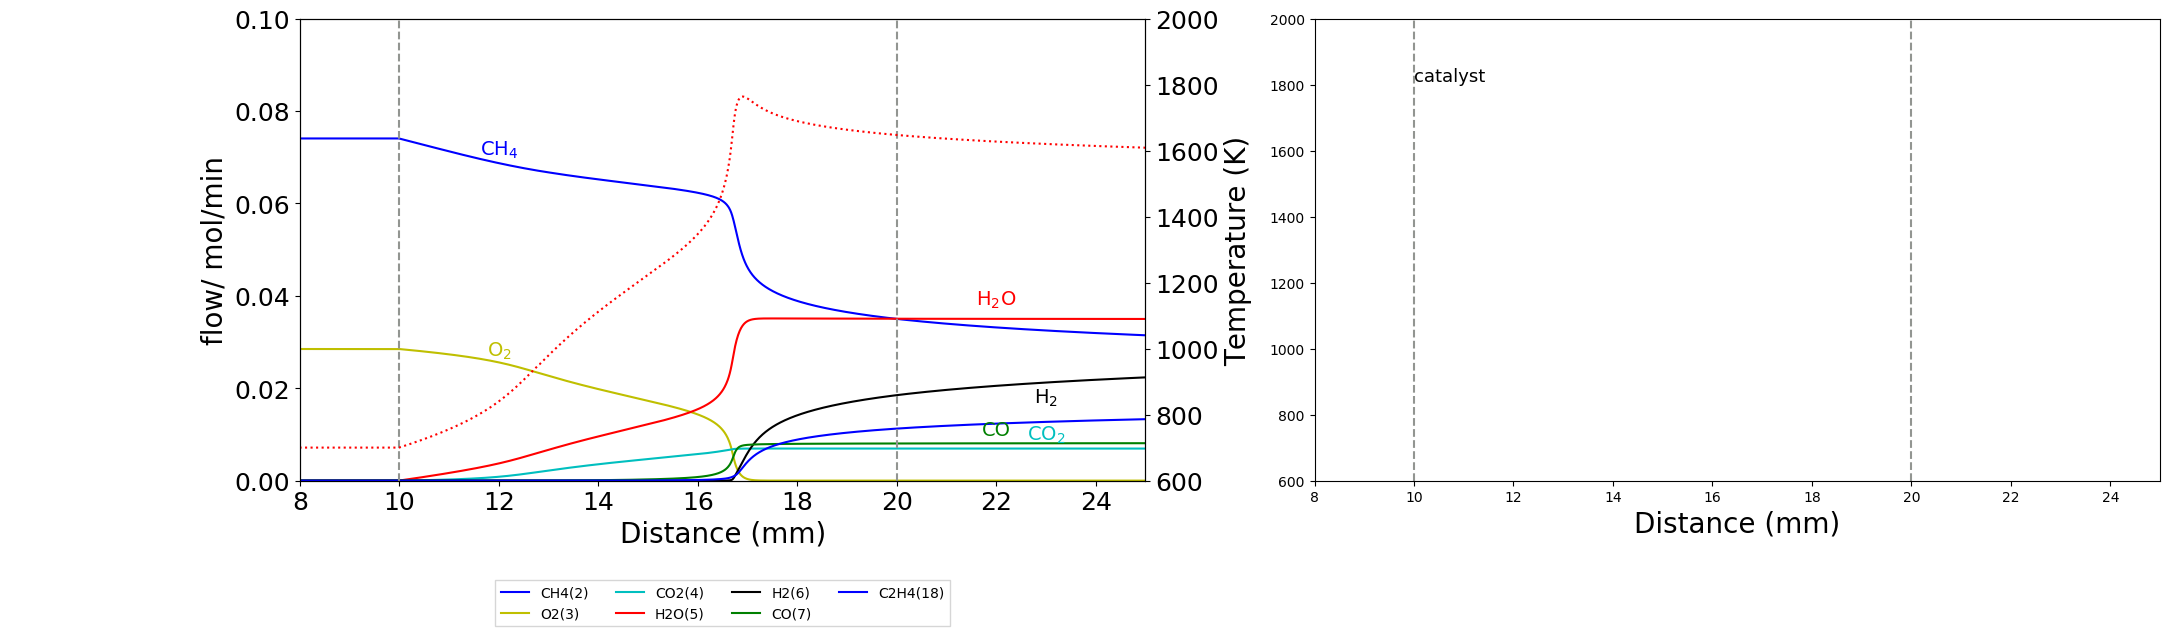 0.10
0.08
0.06
0.04
0.02
0.00
flow/ mol/min
8 10 12 14 16 18 20 22 24
Distance (mm)
CH₄
O₂
H₂O
H₂
CO
CO₂
2000
1800
1600
1400
1200
1000
800
600
Temperature (K)
CH4(2) CO2(4) H2(6) C2H4(18)
O2(3) H2O(5) CO(7)
2000
1800
1600
1400
1200
1000
800
600
catalyst
8 10 12 14 16 18 20 22 24
Distance (mm)